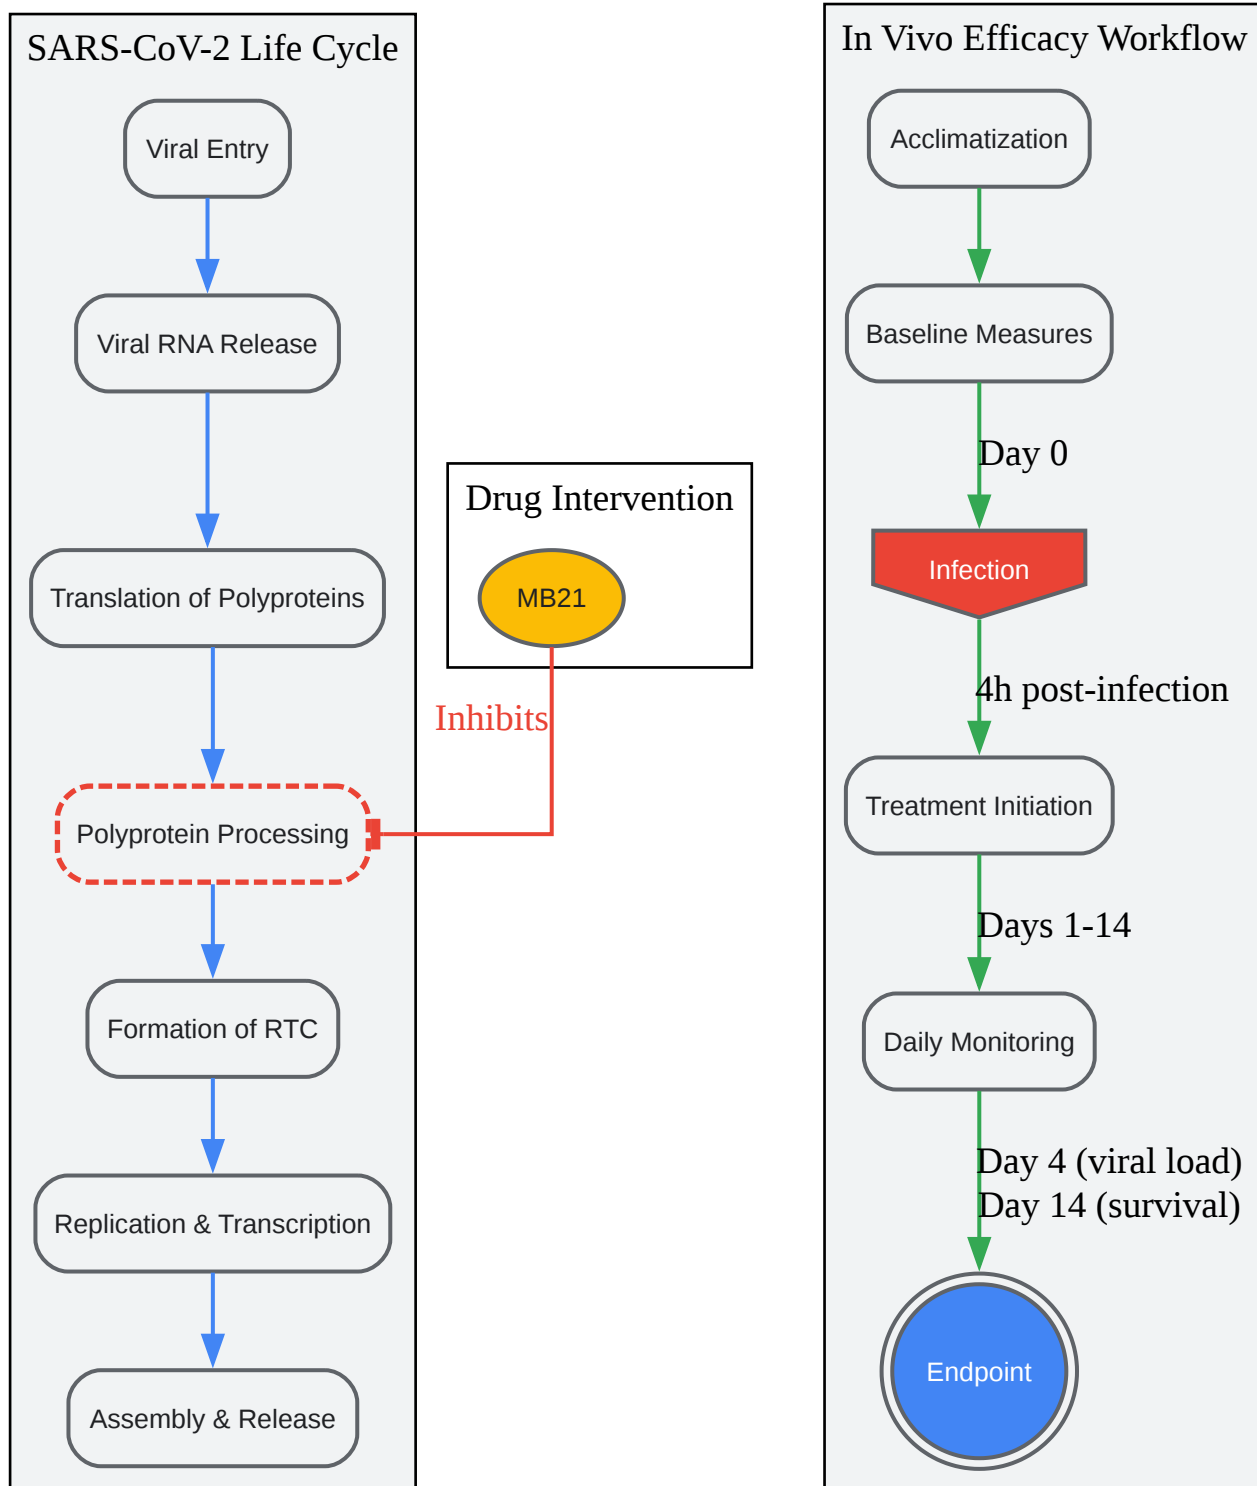 SARS-CoV-2 Life Cycle
Viral Entry
Viral RNA Release
Translation of Polyproteins
Polyprotein Processing
Formation of RTC
Replication & Transcription
Assembly & Release
Drug Intervention
MB21
Inhibits
In Vivo Efficacy Workflow
Acclimatization
Baseline Measures
Day 0
Infection
4h post-infection
Treatment Initiation
Days 1-14
Daily Monitoring
Day 4 (viral load)
Day 14 (survival)
Endpoint